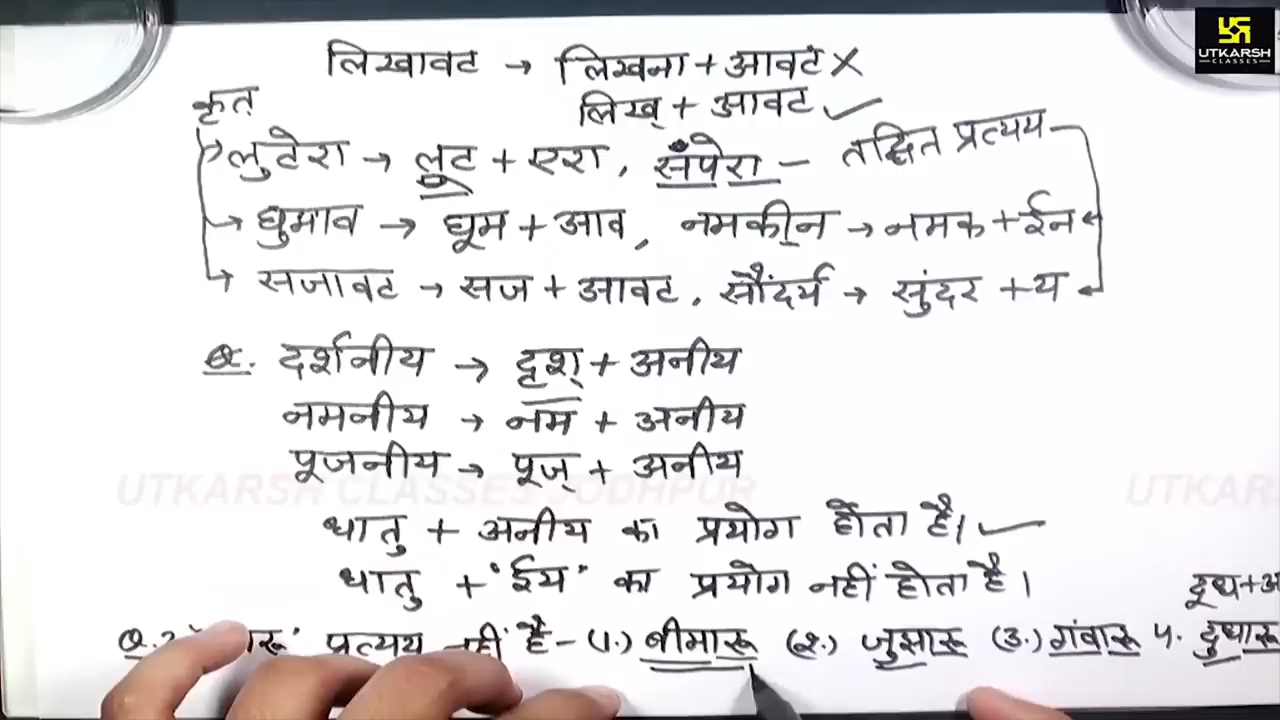 UTKARSH
CLASSES
लिखावट → लिखना + आवट ×
कृत् लिख् + आवट ✓
→ लुटेरा → लूट + एरा, सँपेरा – तद्धित प्रत्यय
→ घुमाव → घूम + आव, नमकीन → नमक + ईन
→ सजावट → सज + आवट, सौंदर्य → सुंदर + य
Q. दर्शनीय → दृश् + अनीय
नमनीय → नम + अनीय
पूजनीय → पूज् + अनीय
UTKARSH CLASSES JODHPUR UTKAR
धातु + अनीय का प्रयोग होता है। ✓
धातु + 'ईय' का प्रयोग नहीं होता है।
दूध+अ
Q. प्रत्यय नहीं है – (1.) बीमारू (2.) जुझारू (3.) गंवारू 4. दुधारू